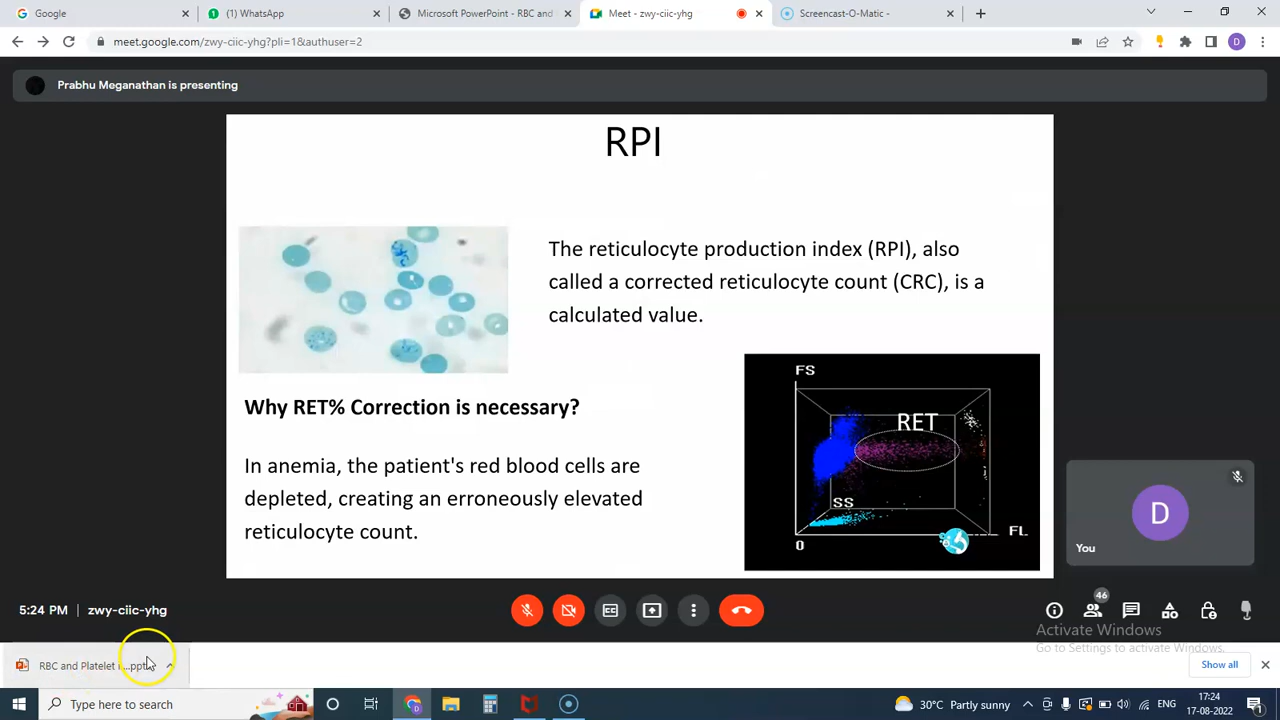 Google
(1) WhatsApp
Microsoft PowerPoint - RBC and
Meet - zwy-ciic-yhg
Screencast-O-Matic -
meet.google.com/zwy-ciic-yhg?pli=1&authuser=2
D
Prabhu Meganathan is presenting
RPI
The reticulocyte production index (RPI), also
called a corrected reticulocyte count (CRC), is a
calculated value.
Why RET% Correction is necessary?
In anemia, the patient's red blood cells are
depleted, creating an erroneously elevated
reticulocyte count.
FS
RET
SS
0
FL
D
You
5:24 PM | zwy-ciic-yhg
46
Activate Windows
Go to Settings to activate Windows.
RBC and Platelet
Show all
Type here to search
30°C Partly sunny
ENG
17:24
17-08-2022